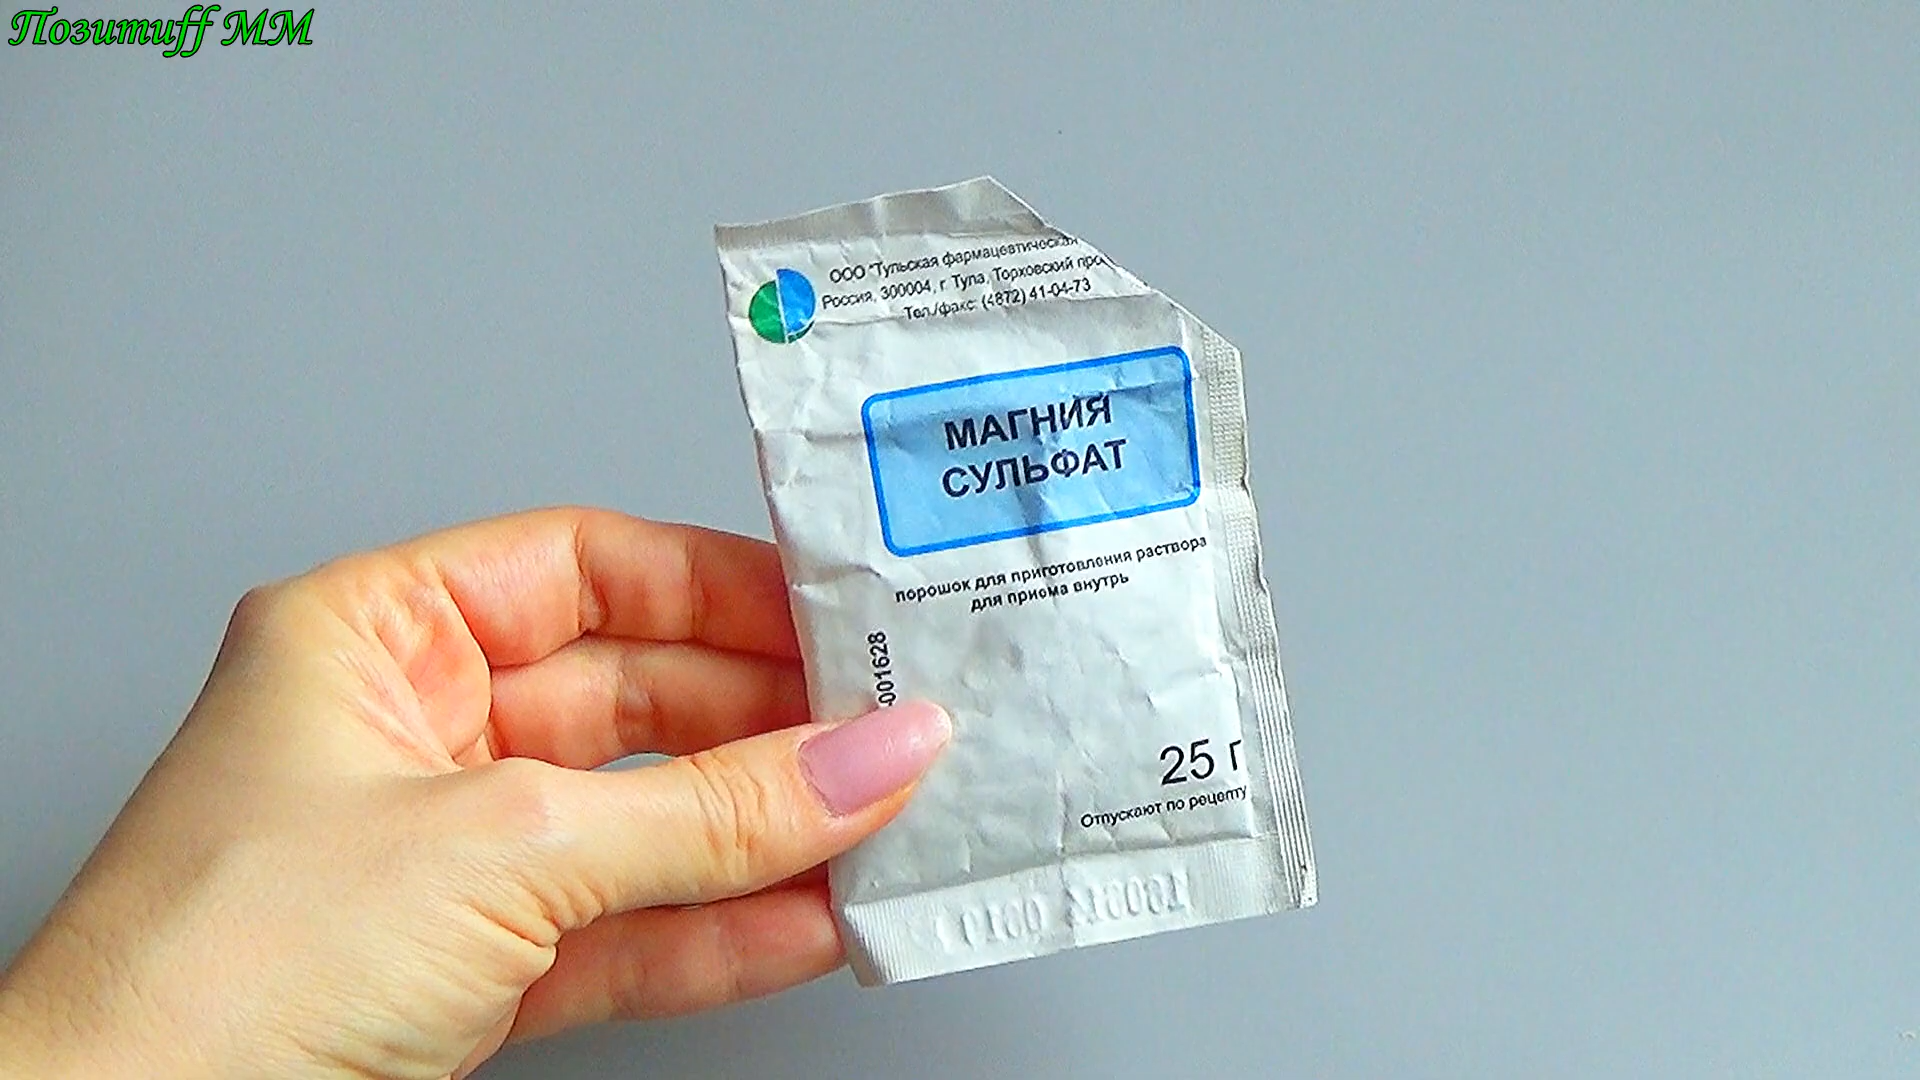 Позитиff ММ
ООО "Тульская фармацевтическая
Россия, 300004, г. Тула, Торховский
Тел./факс: (4872) 41-04-73
МАГНИЯ
СУЛЬФАТ
порошок для приготовления раствора
для приема внутрь
-001628
25 г
Отпускают по рецепту